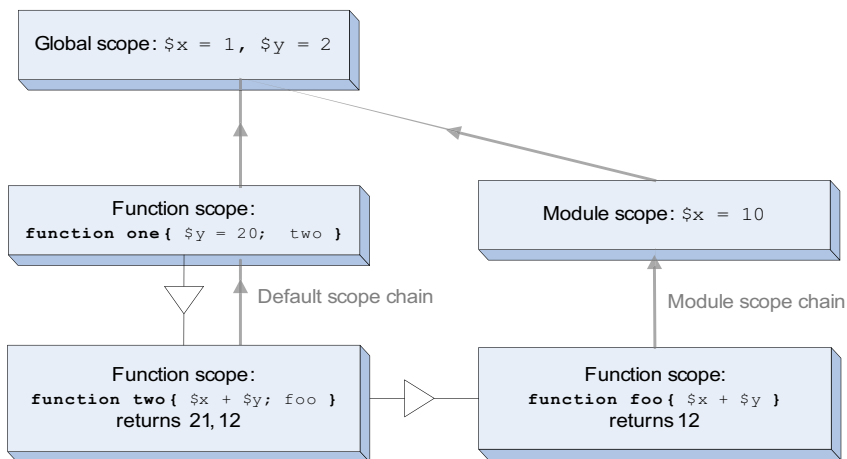 Global scope: $x = 1, $y = 2
Function scope:
function one{ $y = 20;  two }
Module scope: $x = 10
Default scope chain
Module scope chain
Function scope:
function two{ $x + $y; foo }
returns 21, 12
Function scope:
function foo{ $x + $y }
returns 12